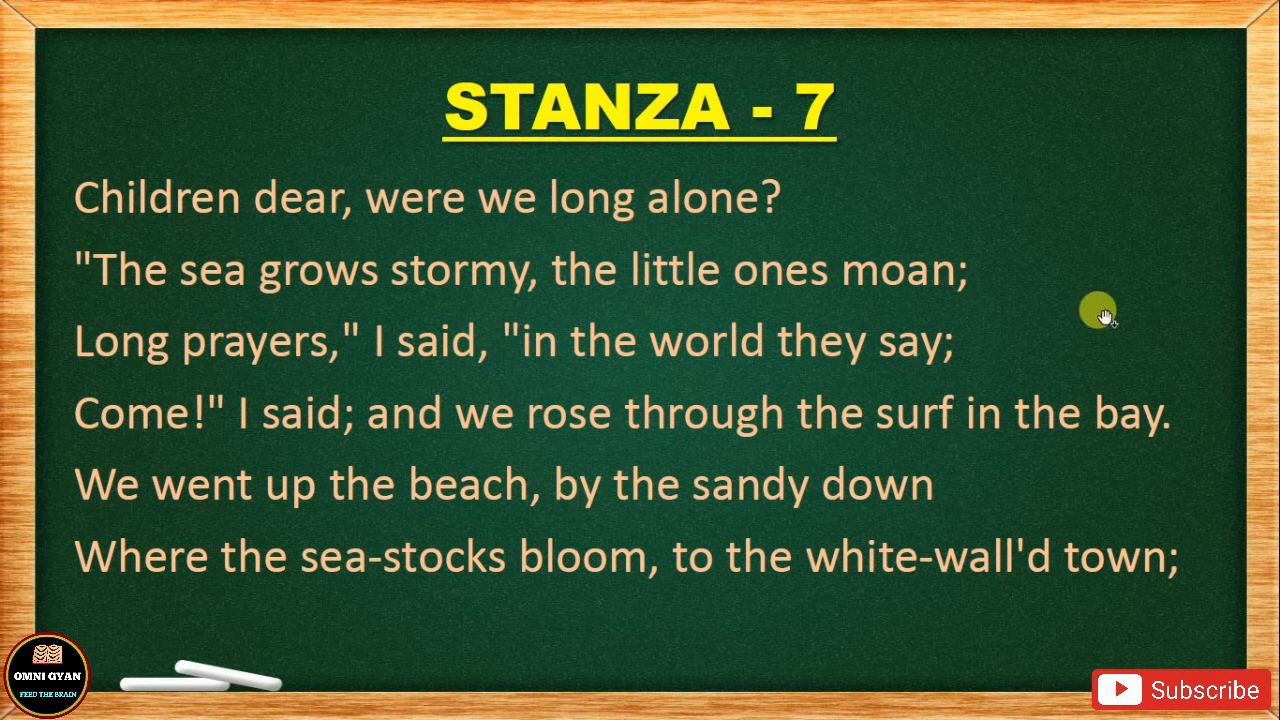 STANZA - 7
Children dear, were we long alone?
"The sea grows stormy, the little ones moan;
Long prayers," I said, "in the world they say;
Come!" I said; and we rose through the surf in the bay.
We went up the beach, by the sandy down
Where the sea-stocks bloom, to the white-wall'd town;
OMNI GYAN
FEED THE BRAIN
Subscribe